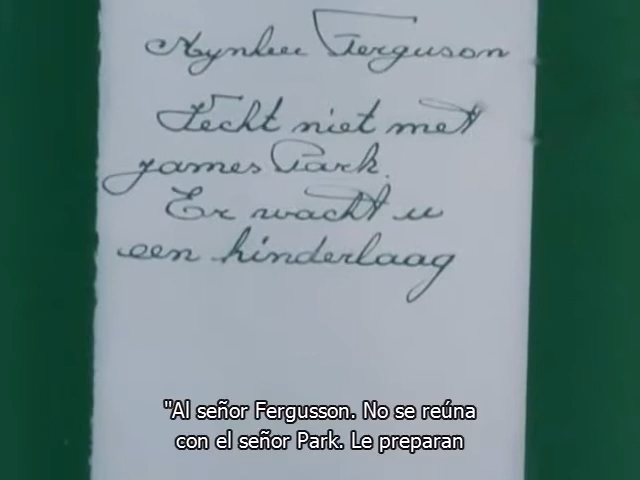 Mynheer Ferguson
Vecht niet met
James Park.
Er wacht u
een hinderlaag
"Al señor Fergusson. No se reúna
con el señor Park. Le preparan